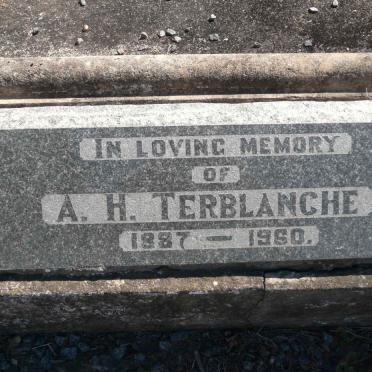 IN LOVING MEMORY
OF
A. H. TERBLANCHE
1887 — 1960.